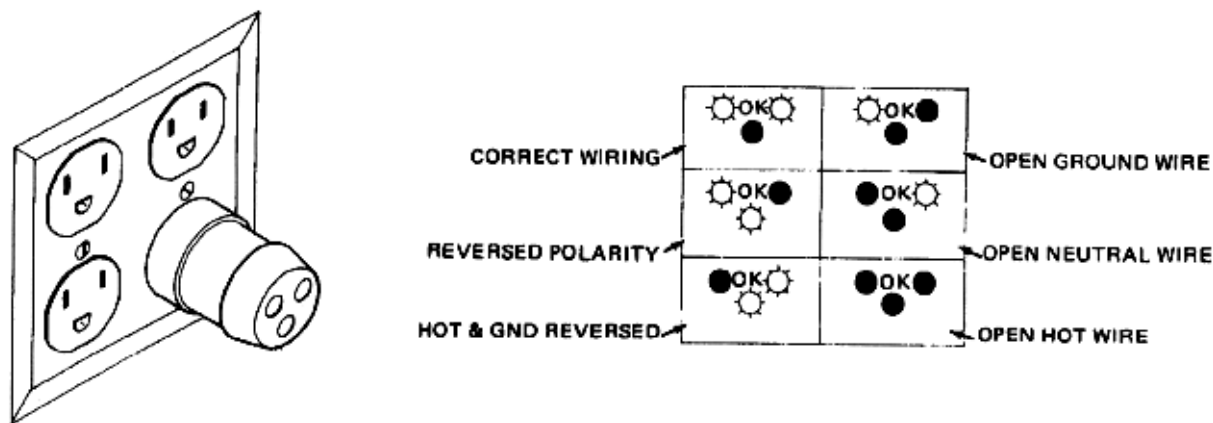 OK OK
CORRECT WIRING OPEN GROUND WIRE
OK OK
REVERSED POLARITY OPEN NEUTRAL WIRE
OK OK
HOT & GND REVERSED OPEN HOT WIRE